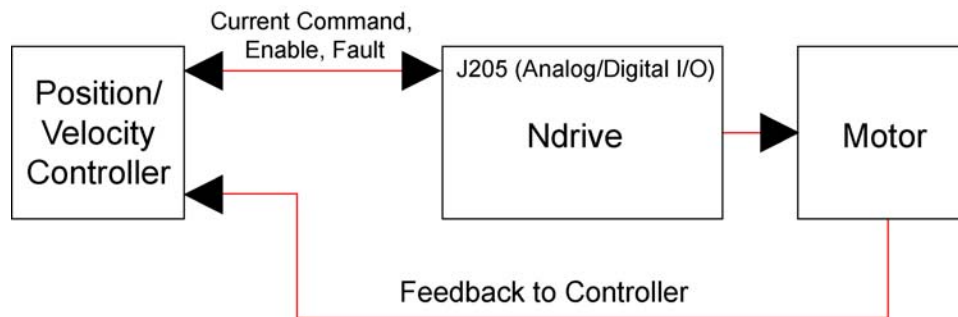 Current Command,
Enable, Fault
Position/
Velocity
Controller
J205 (Analog/Digital I/O)
Ndrive
Motor
Feedback to Controller